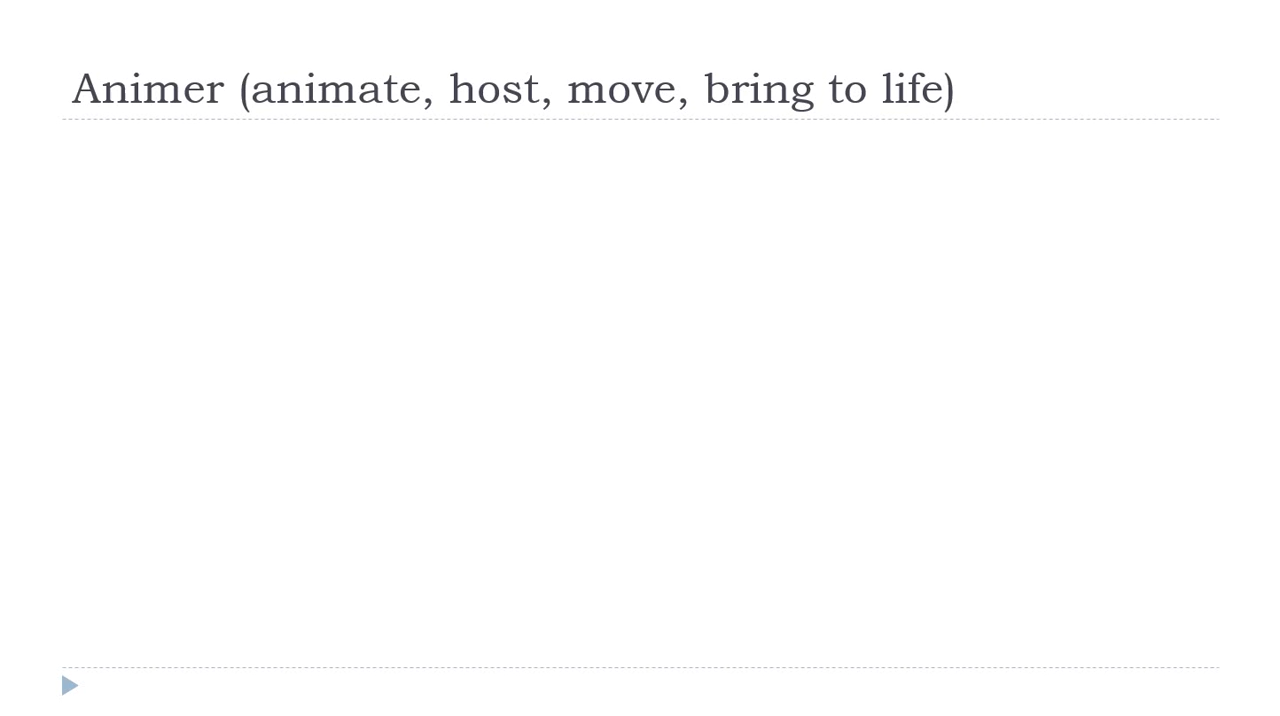 Animer (animate, host, move, bring to life)